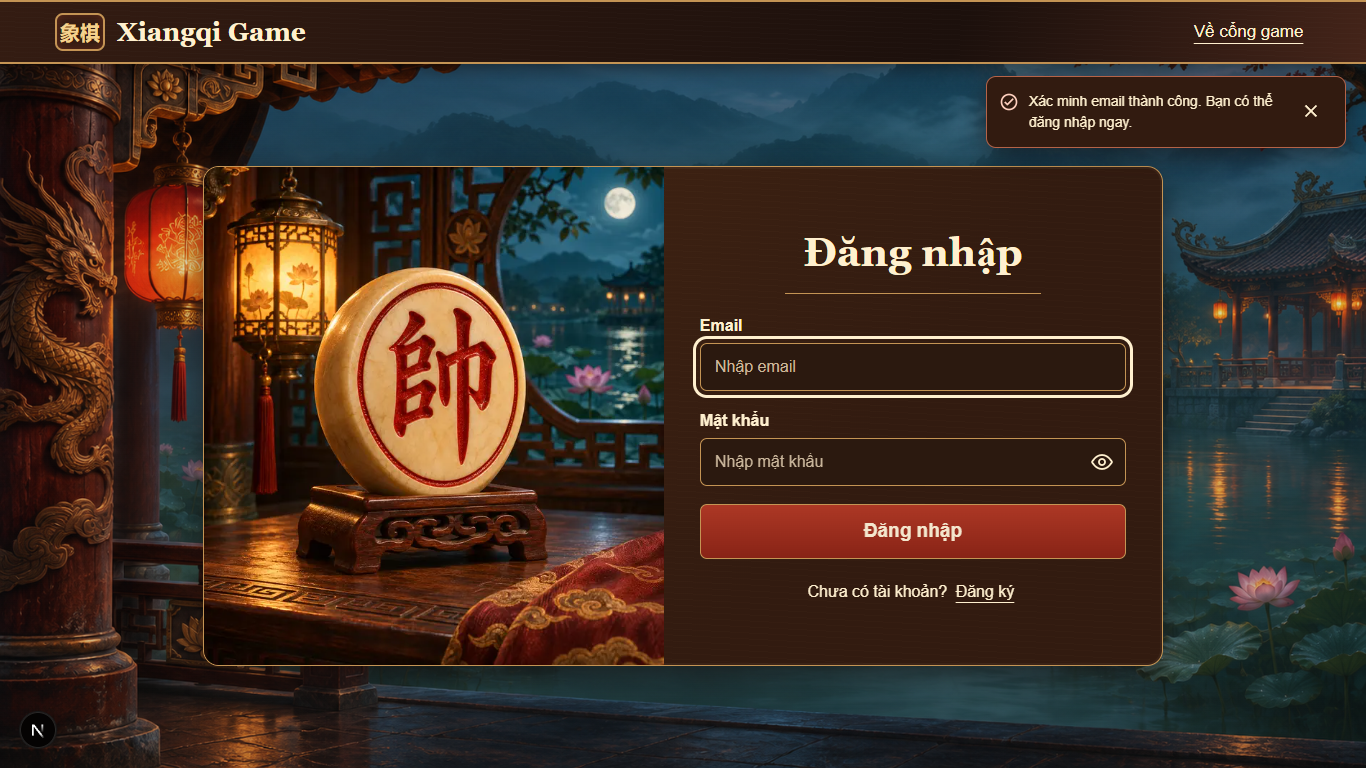 象棋 Xiangqi Game
Về cổng game
Xác minh email thành công. Bạn có thể
đăng nhập ngay.
帥
Đăng nhập
Email
Nhập email
Mật khẩu
Nhập mật khẩu
Đăng nhập
Chưa có tài khoản? Đăng ký
N